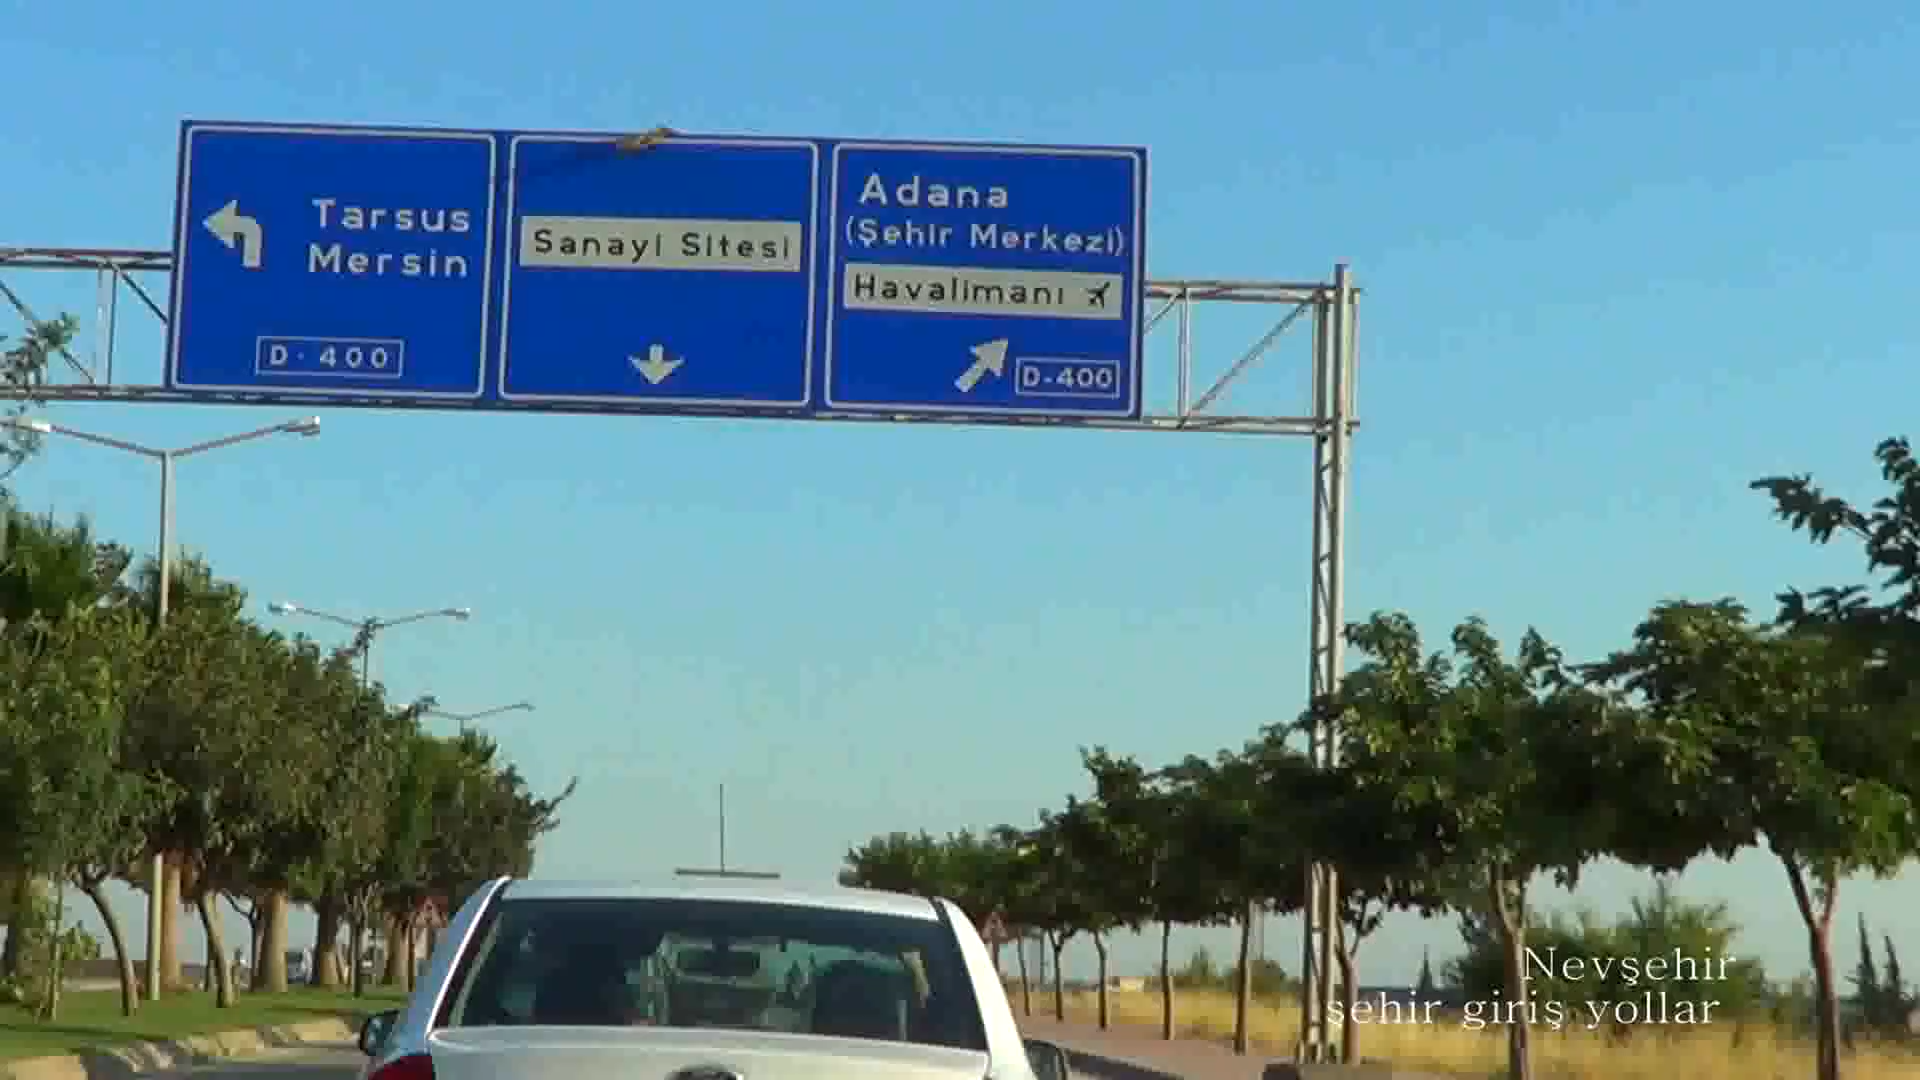 Tarsus
Mersin
D-400
Sanayi Sitesi
Adana
(Şehir Merkezi)
Havalimanı
D-400
Nevşehir
şehir giriş yollar